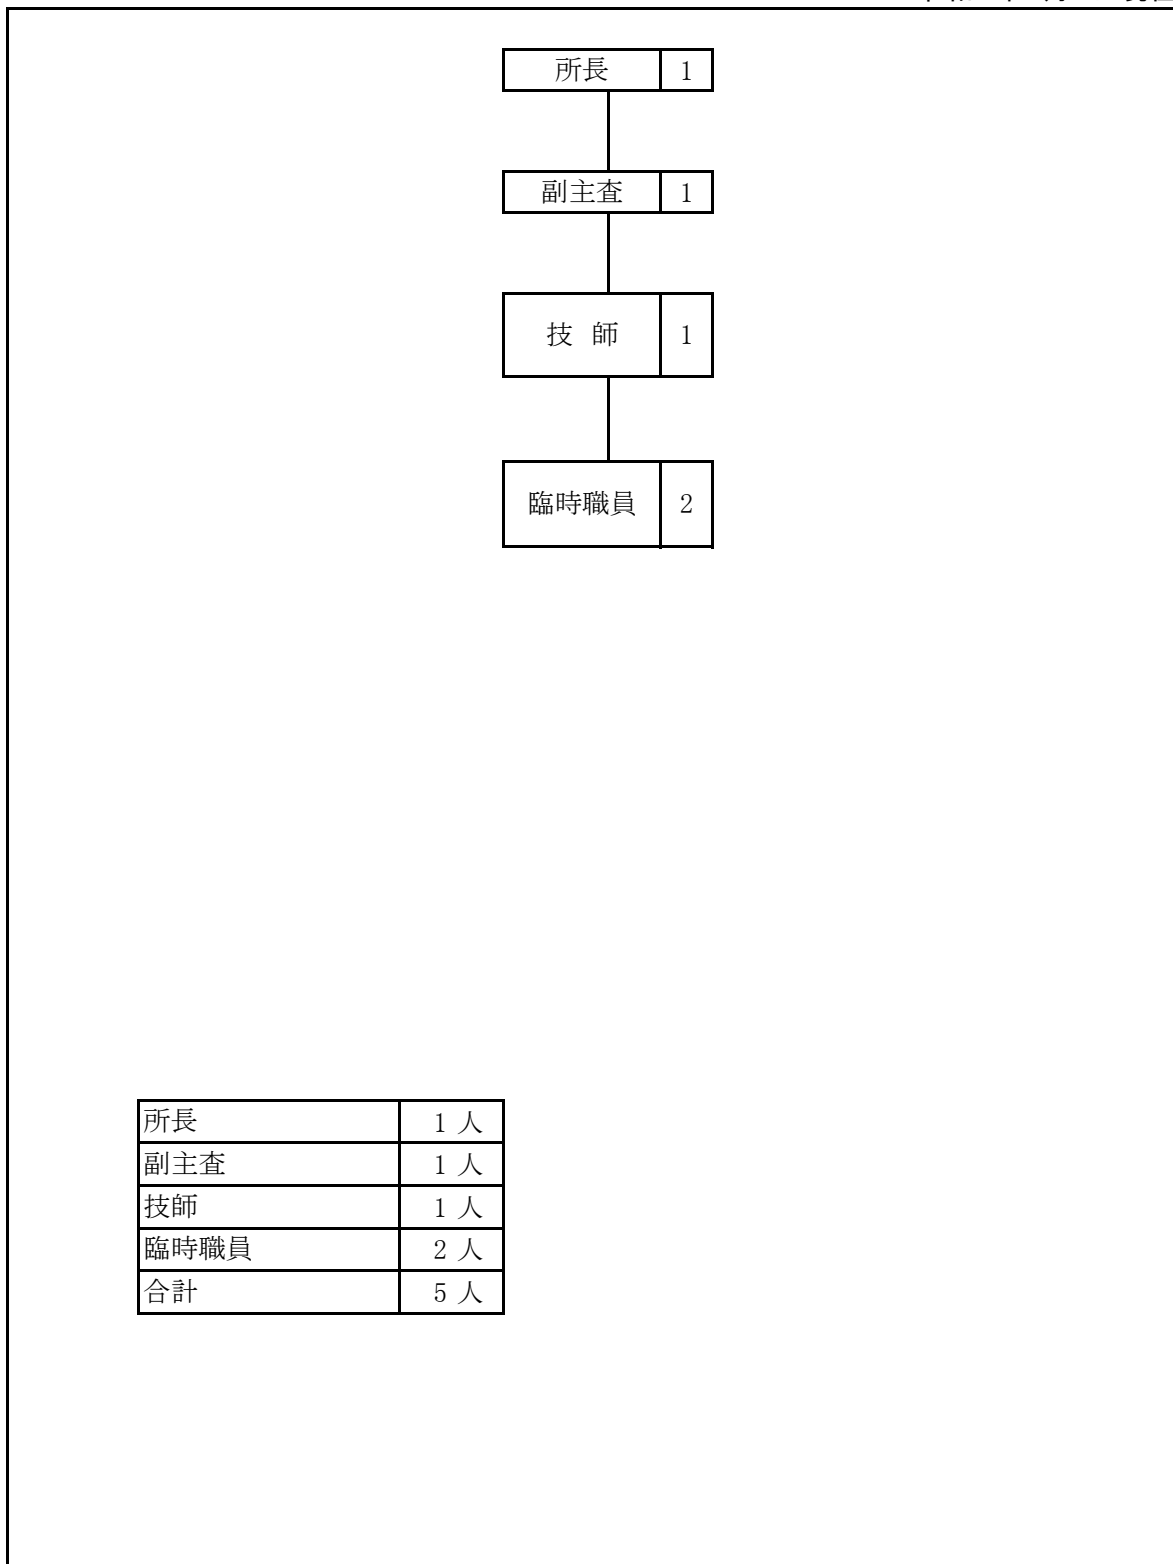 所長 1
副主査 1
技 師 1
臨時職員 2
所長 1 人
副主査 1 人
技師 1 人
臨時職員 2 人
合計 5 人